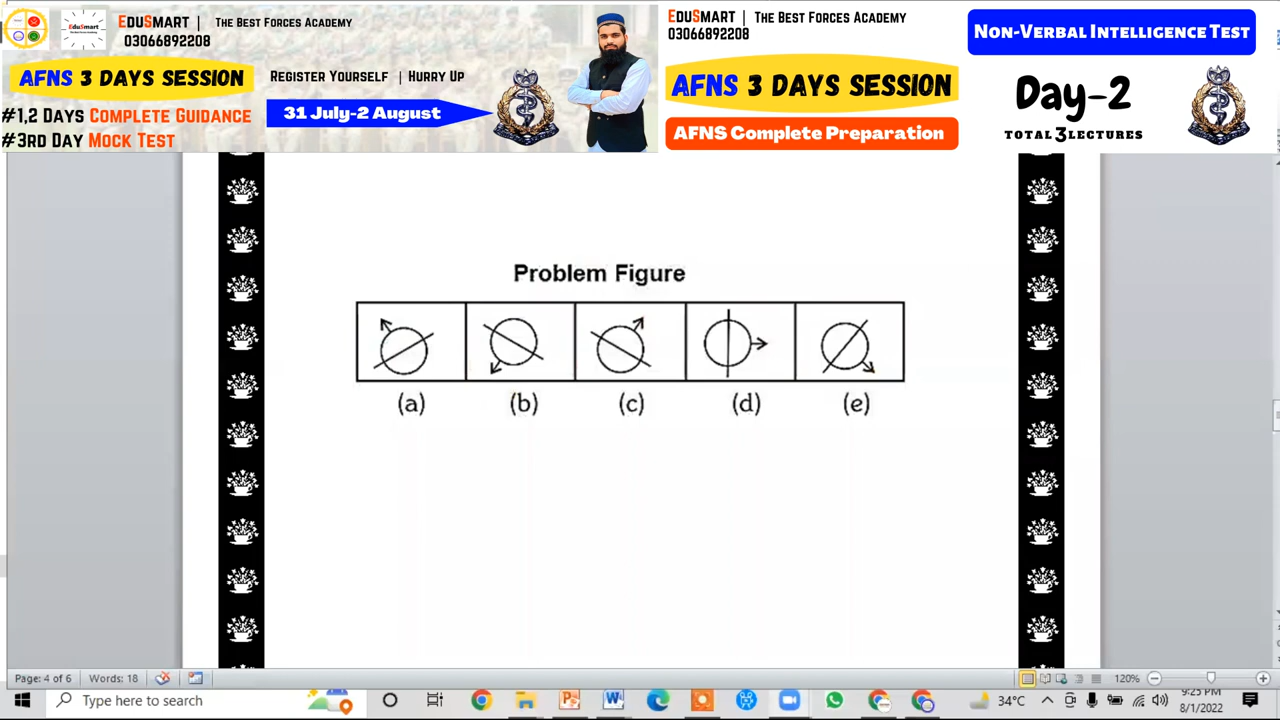 EduSmart | The Best Forces Academy
03066892208
EduSmart
AFNS 3 DAYS SESSION
Register Yourself | Hurry Up
31 July-2 August
#1,2 Days Complete Guidance
#3rd Day Mock Test
EduSmart | The Best Forces Academy
03066892208
AFNS 3 DAYS SESSION
AFNS Complete Preparation
Non-Verbal Intelligence Test
Day-2
Total 3 Lectures
Problem Figure
(a) (b) (c) (d) (e)
Page: 4 of 6 Words: 18
120%
Type here to search
34°C
9:25 PM
8/1/2022